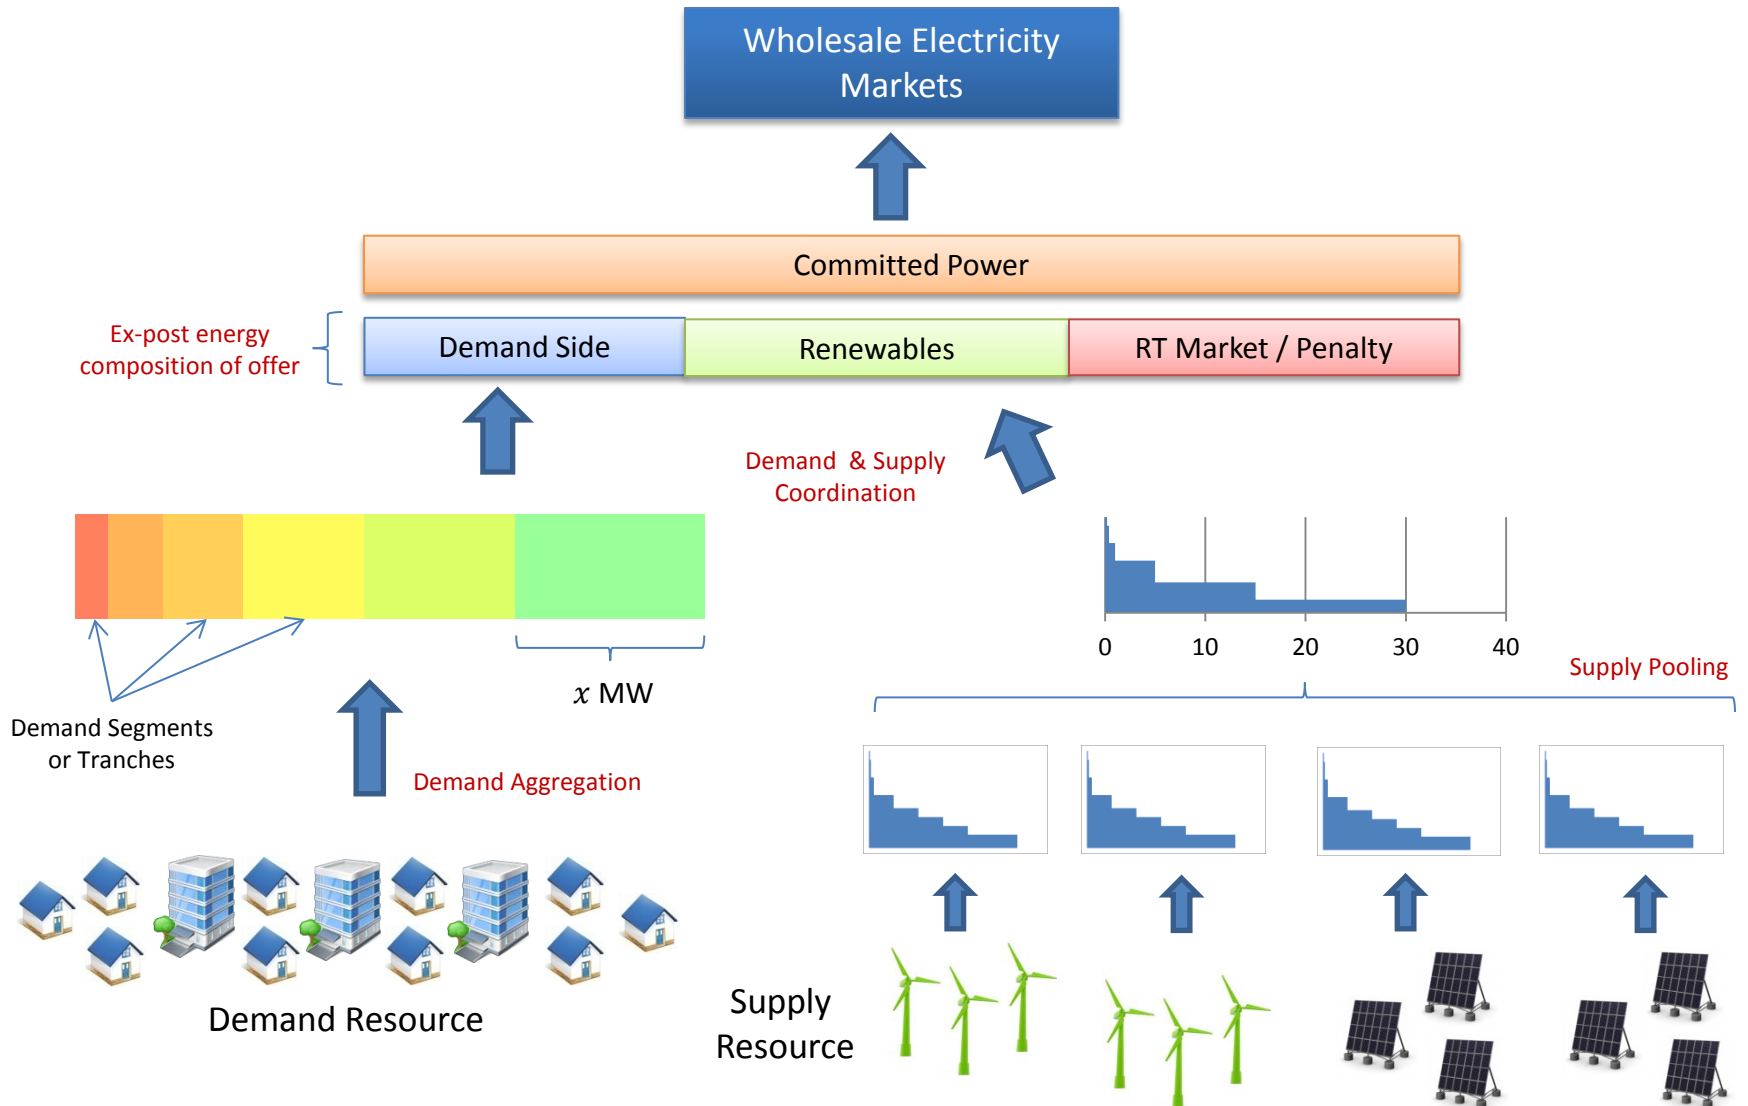 Wholesale Electricity
Markets
Committed Power
Ex-post energy
composition of offer
Demand Side
Renewables
RT Market / Penalty
Demand & Supply
Coordination
0 10 20 30 40
Supply Pooling
x MW
Demand Segments
or Tranches
Demand Aggregation
Demand Resource
Supply
Resource